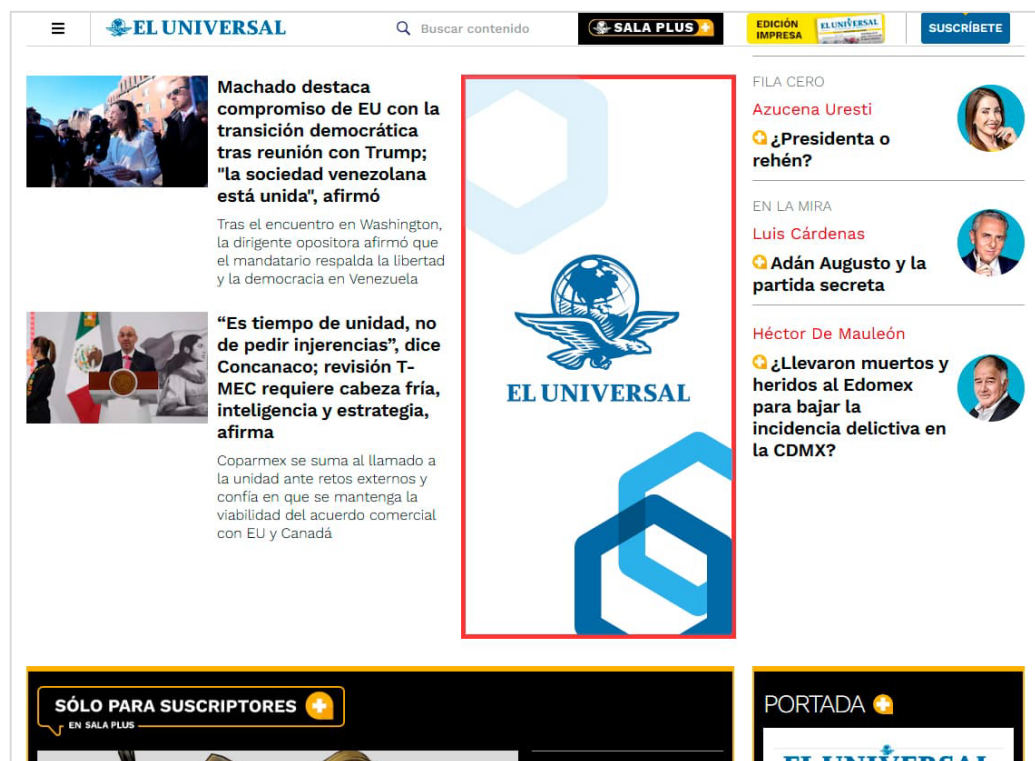 EL UNIVERSAL
Buscar contenido
SALA PLUS
EDICIÓN
IMPRESA
EL UNIVERSAL
SUSCRÍBETE
Machado destaca
compromiso de EU con la
transición democrática
tras reunión con Trump;
"la sociedad venezolana
está unida", afirmó
Tras el encuentro en Washington,
la dirigente opositora afirmó que
el mandatario respalda la libertad
y la democracia en Venezuela
“Es tiempo de unidad, no
de pedir injerencias”, dice
Concanaco; revisión T-
MEC requiere cabeza fría,
inteligencia y estrategia,
afirma
Coparmex se suma al llamado a
la unidad ante retos externos y
confía en que se mantenga la
viabilidad del acuerdo comercial
con EU y Canadá
EL UNIVERSAL
FILA CERO
Azucena Uresti
¿Presidenta o
rehén?
EN LA MIRA
Luis Cárdenas
Adán Augusto y la
partida secreta
Héctor De Mauleón
¿Llevaron muertos y
heridos al Edomex
para bajar la
incidencia delictiva en
la CDMX?
SÓLO PARA SUSCRIPTORES
EN SALA PLUS
PORTADA
EL UNIVERSAL